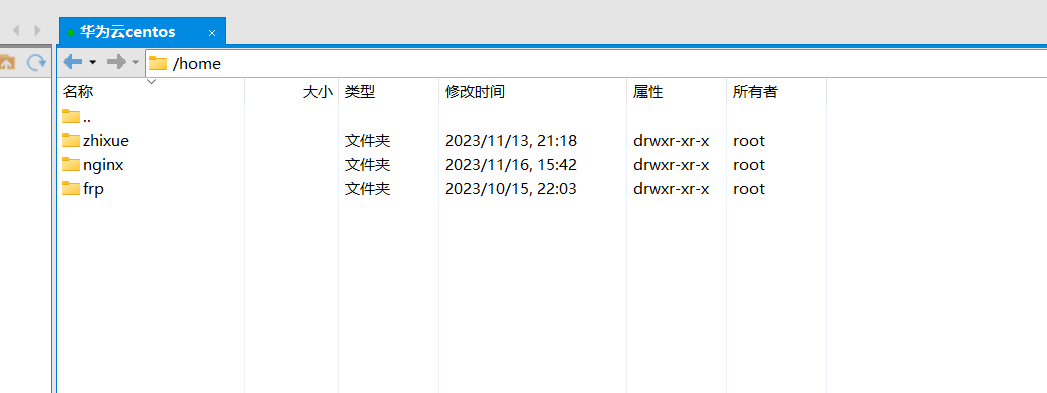 华为云centos ×
/home
名称 大小 类型 修改时间 属性 所有者
..
zhixue 文件夹 2023/11/13, 21:18 drwxr-xr-x root
nginx 文件夹 2023/11/16, 15:42 drwxr-xr-x root
frp 文件夹 2023/10/15, 22:03 drwxr-xr-x root